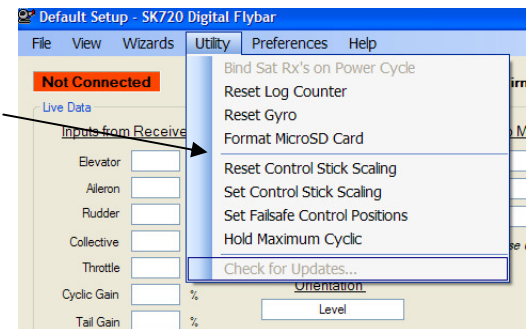 Default Setup - SK720 Digital Flybar
File View Wizards Utility Preferences Help
Not Connected
Live Data
Inputs from Receive
Elevator
Aileron
Rudder
Collective
Throttle
Cyclic Gain %
Tail Gain %
Bind Sat Rx's on Power Cycle
Reset Log Counter
Reset Gyro
Format MicroSD Card
Reset Control Stick Scaling
Set Control Stick Scaling
Set Failsafe Control Positions
Hold Maximum Cyclic
Check for Updates...
Orientation
Level